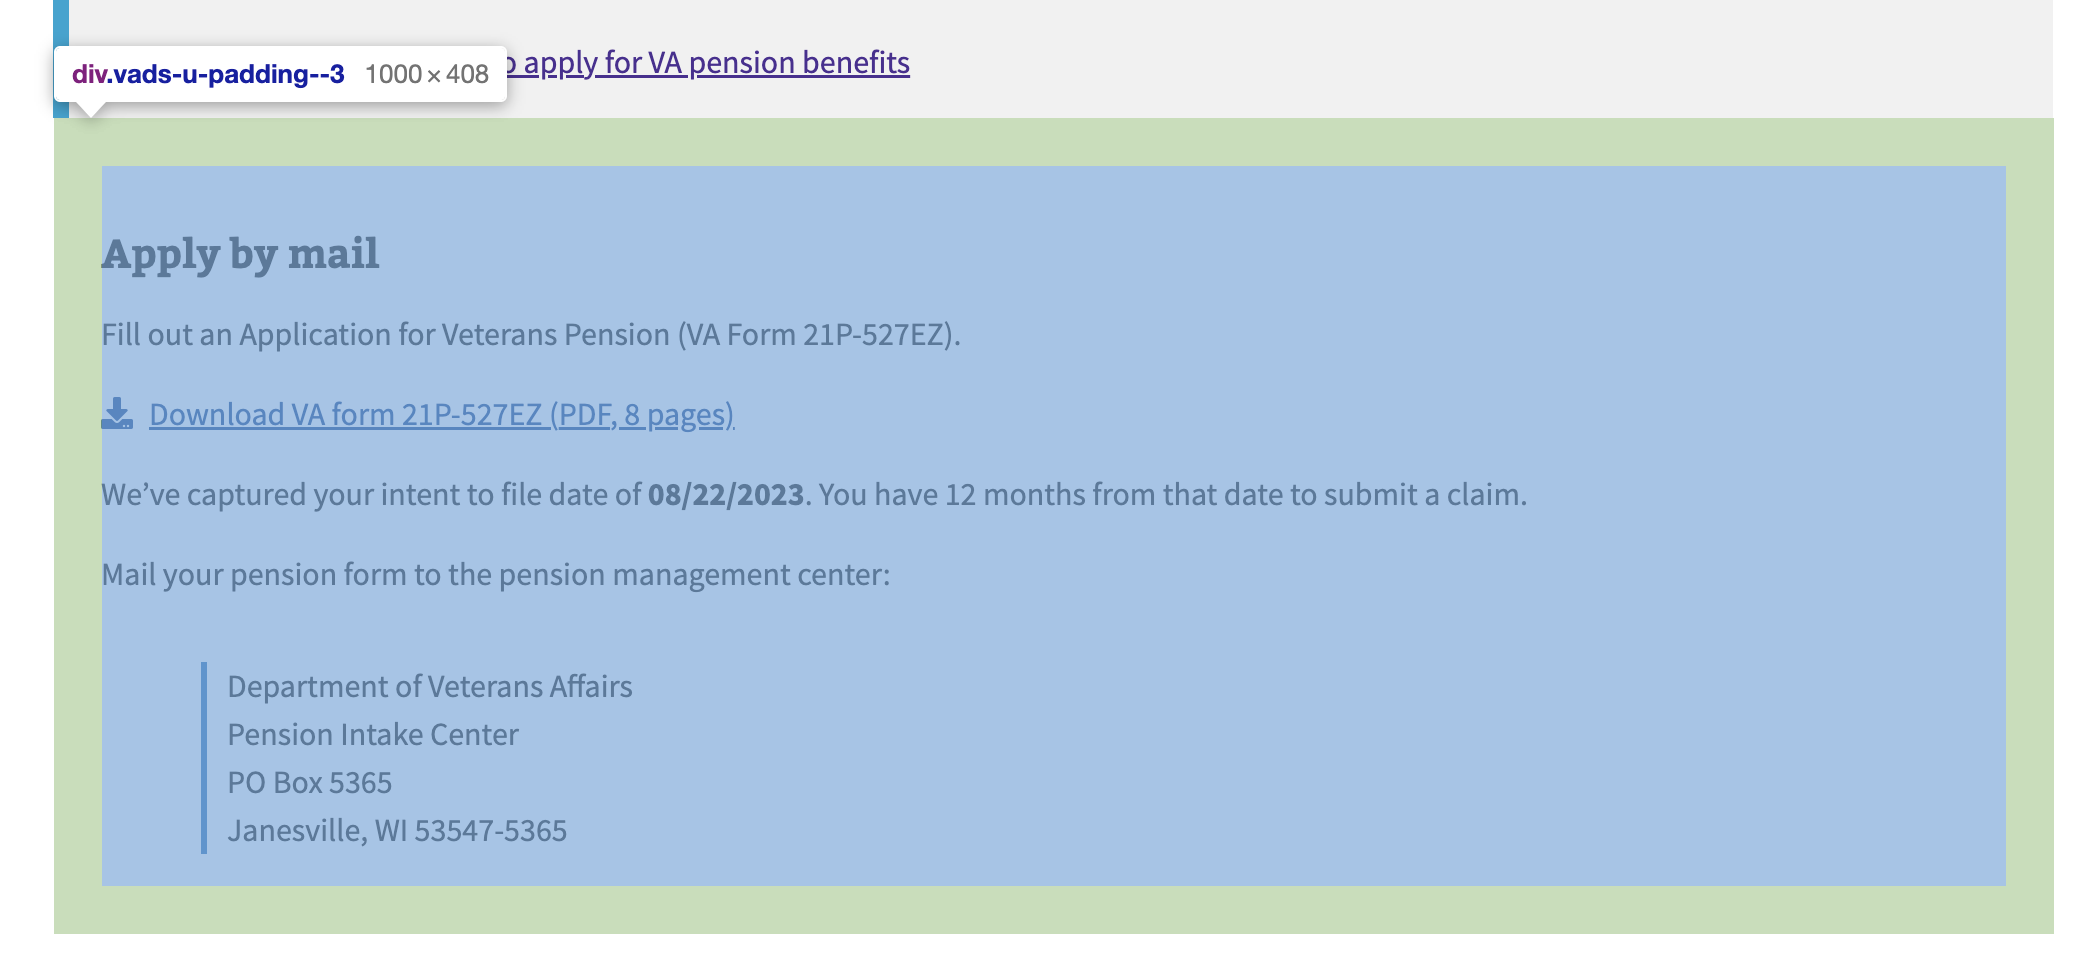 div.vads-u-padding--3 1000 × 408
o apply for VA pension benefits
Apply by mail
Fill out an Application for Veterans Pension (VA Form 21P-527EZ).
Download VA form 21P-527EZ (PDF, 8 pages)
We’ve captured your intent to file date of 08/22/2023. You have 12 months from that date to submit a claim.
Mail your pension form to the pension management center:
Department of Veterans Affairs
Pension Intake Center
PO Box 5365
Janesville, WI 53547-5365